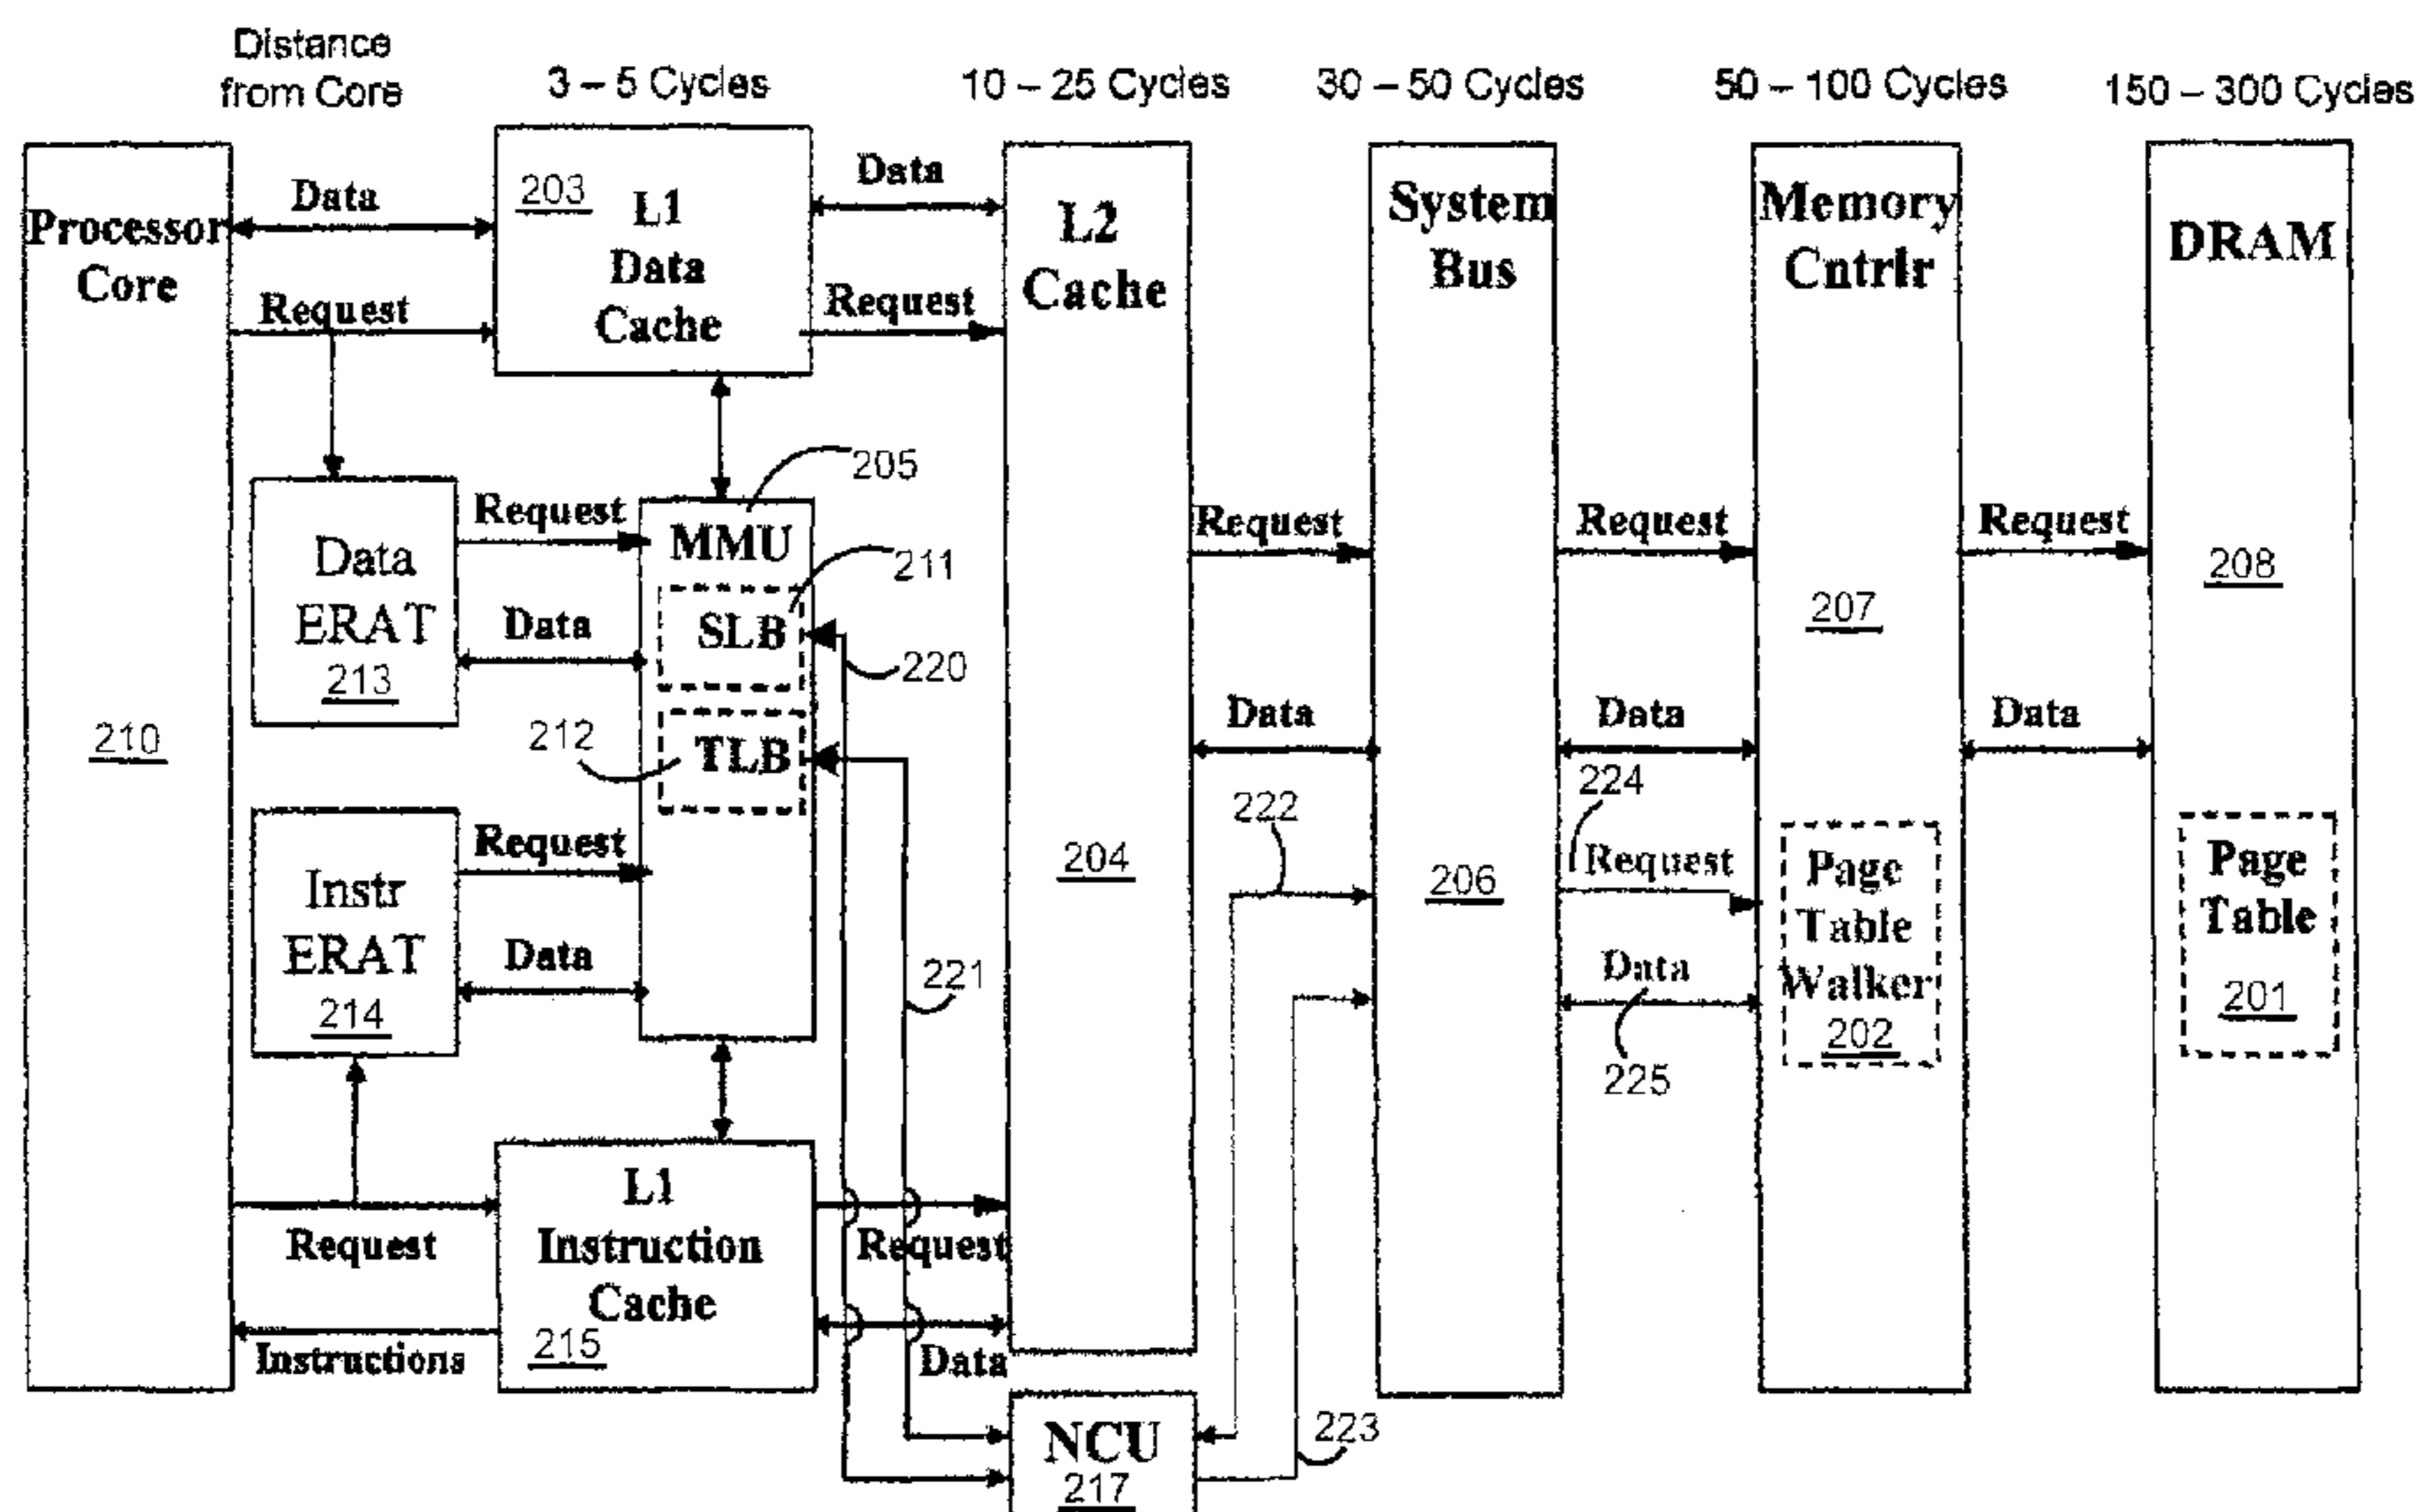 Distance
from Core
3 – 5 Cycles
10 – 25 Cycles
30 – 50 Cycles
50 – 100 Cycles
150 – 300 Cycles
Processor
Core
210
Data
Request
203
L1
Data
Cache
Data
Request
L2
Cache
204
System
Bus
206
Memory
Cntrlr
207
DRAM
208
Data
ERAT
213
Request
Data
MMU
205
SLB
211
TLB
212
220
221
Instr
ERAT
214
Request
Data
Request
Data
222
Request
Data
224
Request
Data
225
Page
Table
Walker
202
Request
Data
Page
Table
201
Request
Instructions
L1
Instruction
Cache
215
Request
Data
NCU
217
223